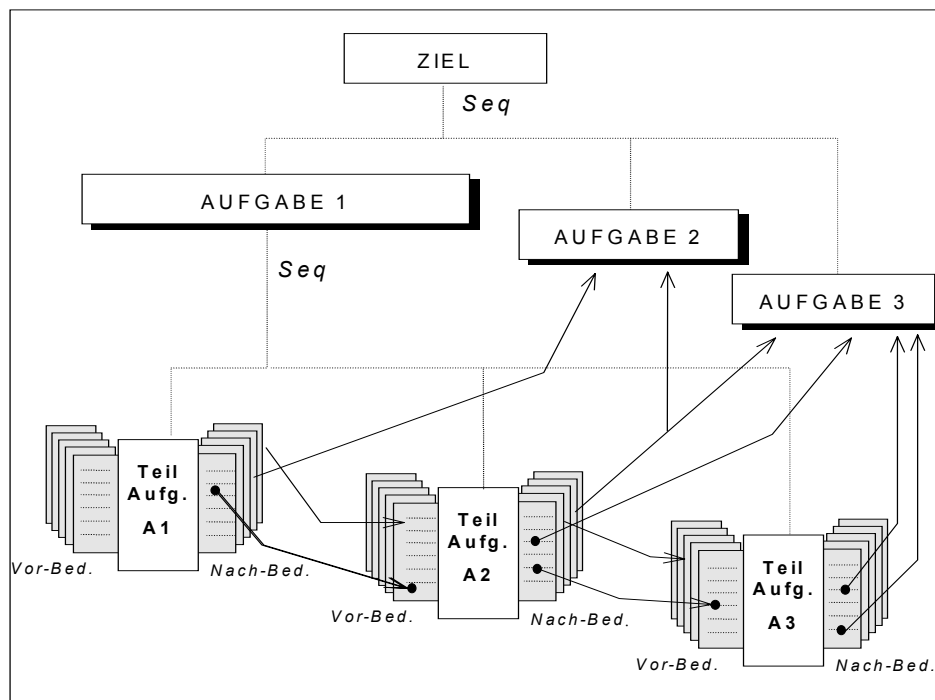 ZIEL
Seq
AUFGABE 1
AUFGABE 2
Seq
AUFGABE 3
Teil
Aufg.
A1
Vor-Bed.
Nach-Bed.
Teil
Aufg.
A2
Vor-Bed.
Nach-Bed.
Teil
Aufg.
A3
Vor-Bed.
Nach-Bed.